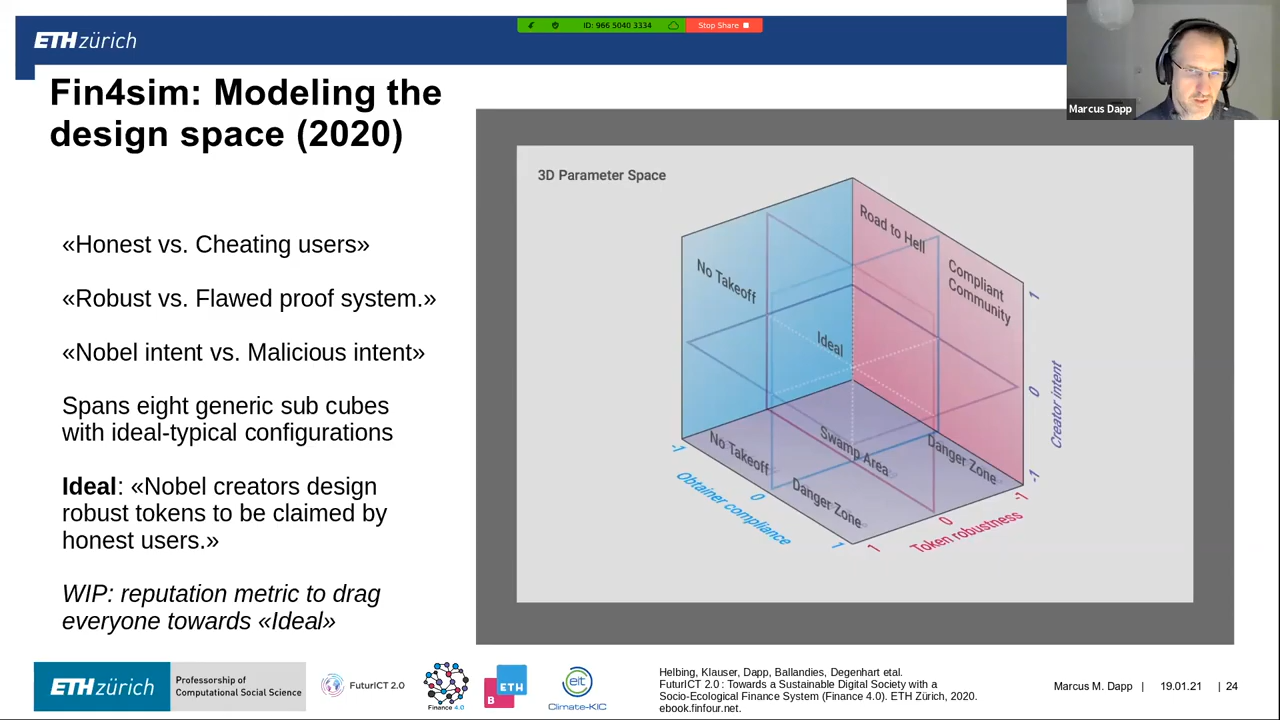 ETH zürich
ID: 966 5040 3334
Stop Share
Marcus Dapp
Fin4sim: Modeling the
design space (2020)
«Honest vs. Cheating users»
«Robust vs. Flawed proof system.»
«Nobel intent vs. Malicious intent»
Spans eight generic sub cubes
with ideal-typical configurations
Ideal: «Nobel creators design
robust tokens to be claimed by
honest users.»
WIP: reputation metric to drag
everyone towards «Ideal»
3D Parameter Space
Road to Hell
No Takeoff
Compliant
Community
Ideal
No Takeoff
Swamp Area
Danger Zone
Danger Zone
1
0
-1
Creator intent
-1
0
1
Obtainer compliance
1
0
-1
Token robustness
ETH zürich
Professorship of
Computational Social Science
FuturICT 2.0
Finance 4.0
B
ETH
eit
Climate-KIC
Helbing, Klauser, Dapp, Ballandies, Degenhart etal.
FuturICT 2.0 : Towards a Sustainable Digital Society with a
Socio-Ecological Finance System (Finance 4.0). ETH Zürich, 2020.
ebook.finfour.net.
Marcus M. Dapp | 19.01.21 | 24